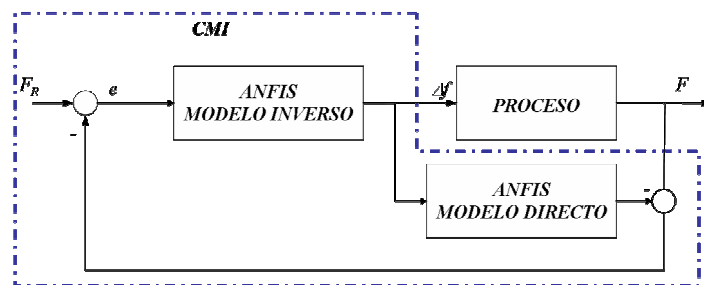 CMI
F_R
e
ANFIS
MODELO INVERSO
Δf
PROCESO
F
-
ANFIS
MODELO DIRECTO
-